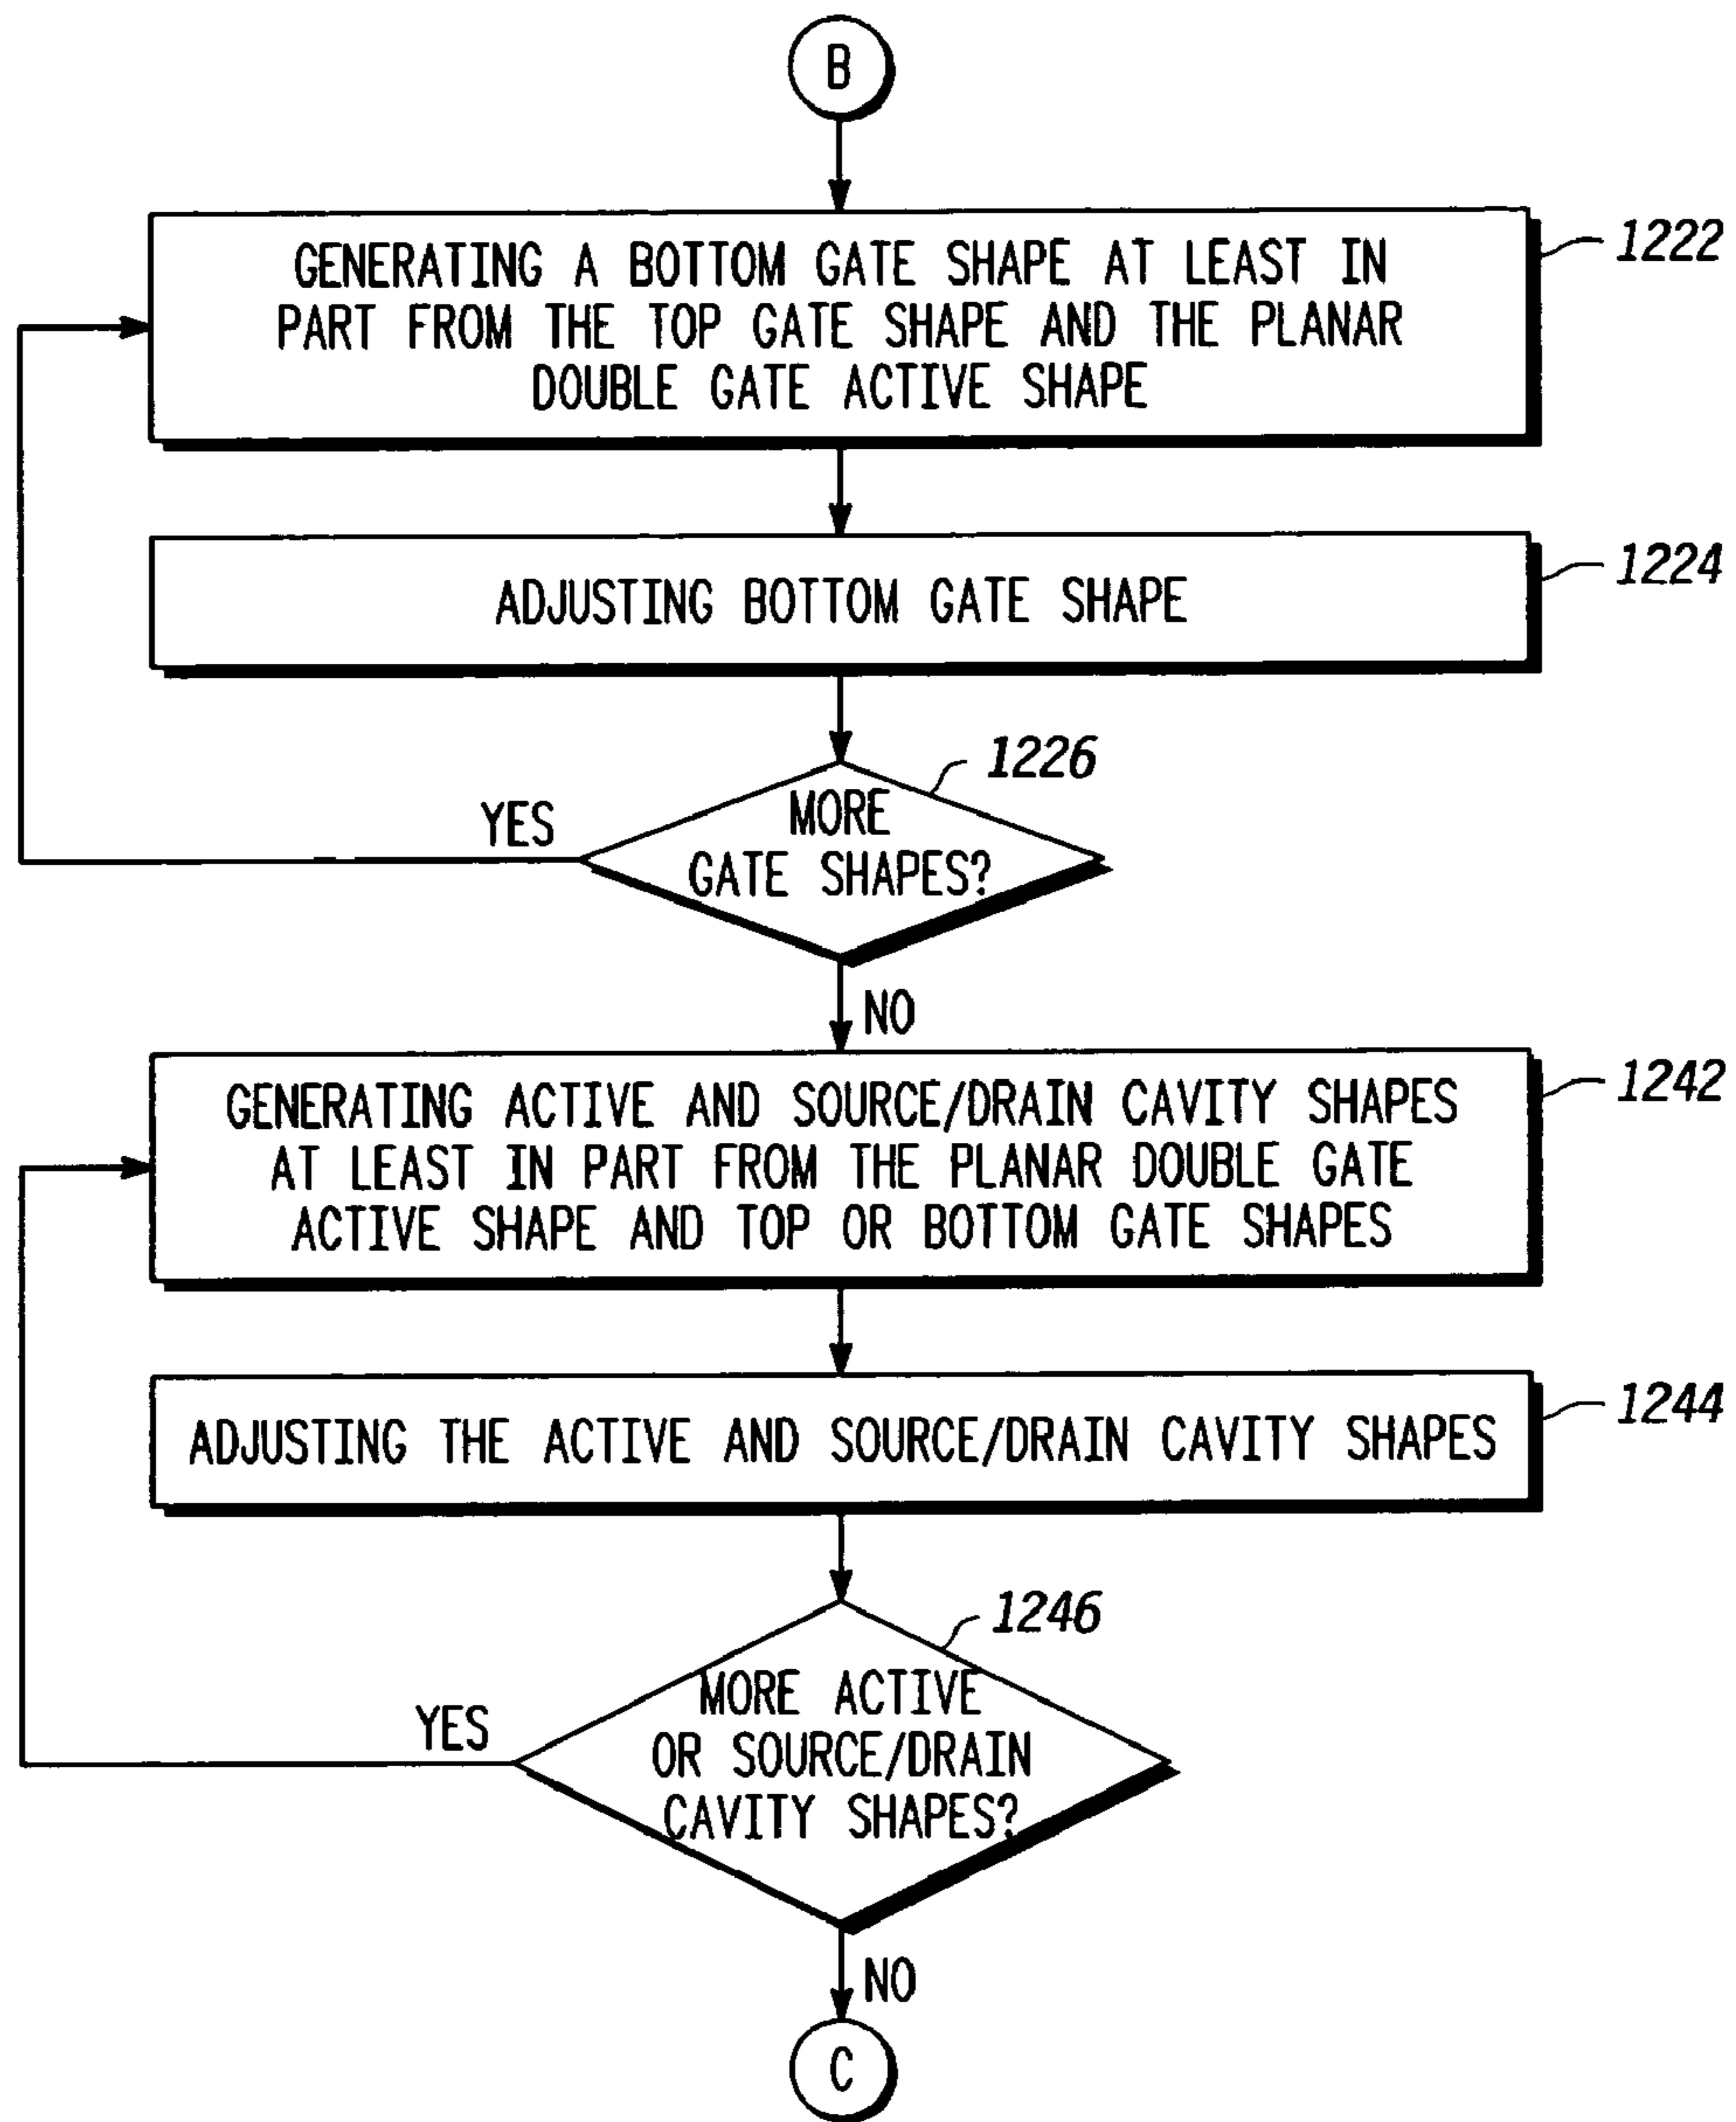 B
GENERATING A BOTTOM GATE SHAPE AT LEAST IN
PART FROM THE TOP GATE SHAPE AND THE PLANAR
DOUBLE GATE ACTIVE SHAPE
1222
ADJUSTING BOTTOM GATE SHAPE
1224
1226
MORE
GATE SHAPES?
YES
NO
GENERATING ACTIVE AND SOURCE/DRAIN CAVITY SHAPES
AT LEAST IN PART FROM THE PLANAR DOUBLE GATE
ACTIVE SHAPE AND TOP OR BOTTOM GATE SHAPES
1242
ADJUSTING THE ACTIVE AND SOURCE/DRAIN CAVITY SHAPES
1244
1246
MORE ACTIVE
OR SOURCE/DRAIN
CAVITY SHAPES?
YES
NO
C